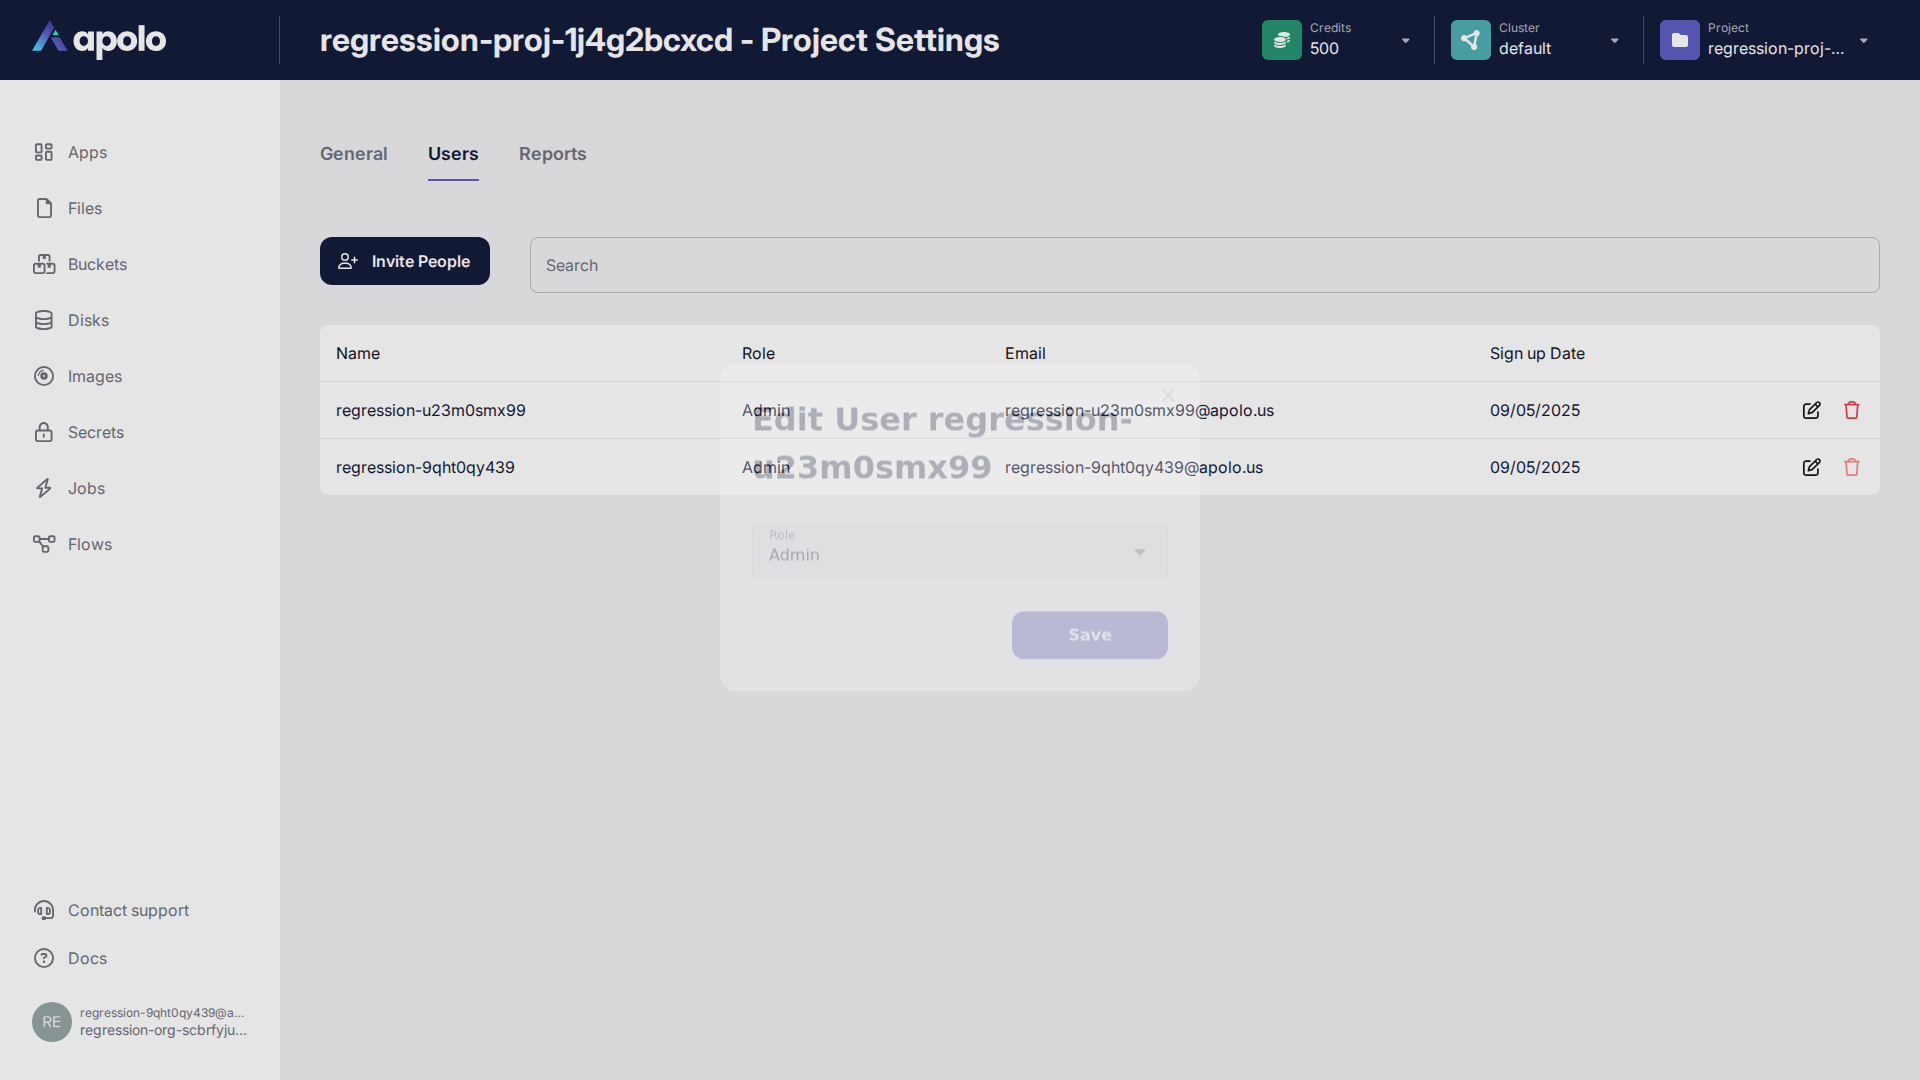 apolo
regression-proj-1j4g2bcxcd - Project Settings
Credits
500
Cluster
default
Project
regression-proj-...
Apps
Files
Buckets
Disks
Images
Secrets
Jobs
Flows
Contact support
Docs
RE
regression-9qht0qy439@a...
regression-org-scbrfyju...
General Users Reports
Invite People
Search
Name Role Email Sign up Date
regression-u23m0smx99 Admin regression-u23m0smx99@apolo.us 09/05/2025
regression-9qht0qy439 Admin regression-9qht0qy439@apolo.us 09/05/2025
Edit User regression-
u23m0smx99
Role
Admin
Save